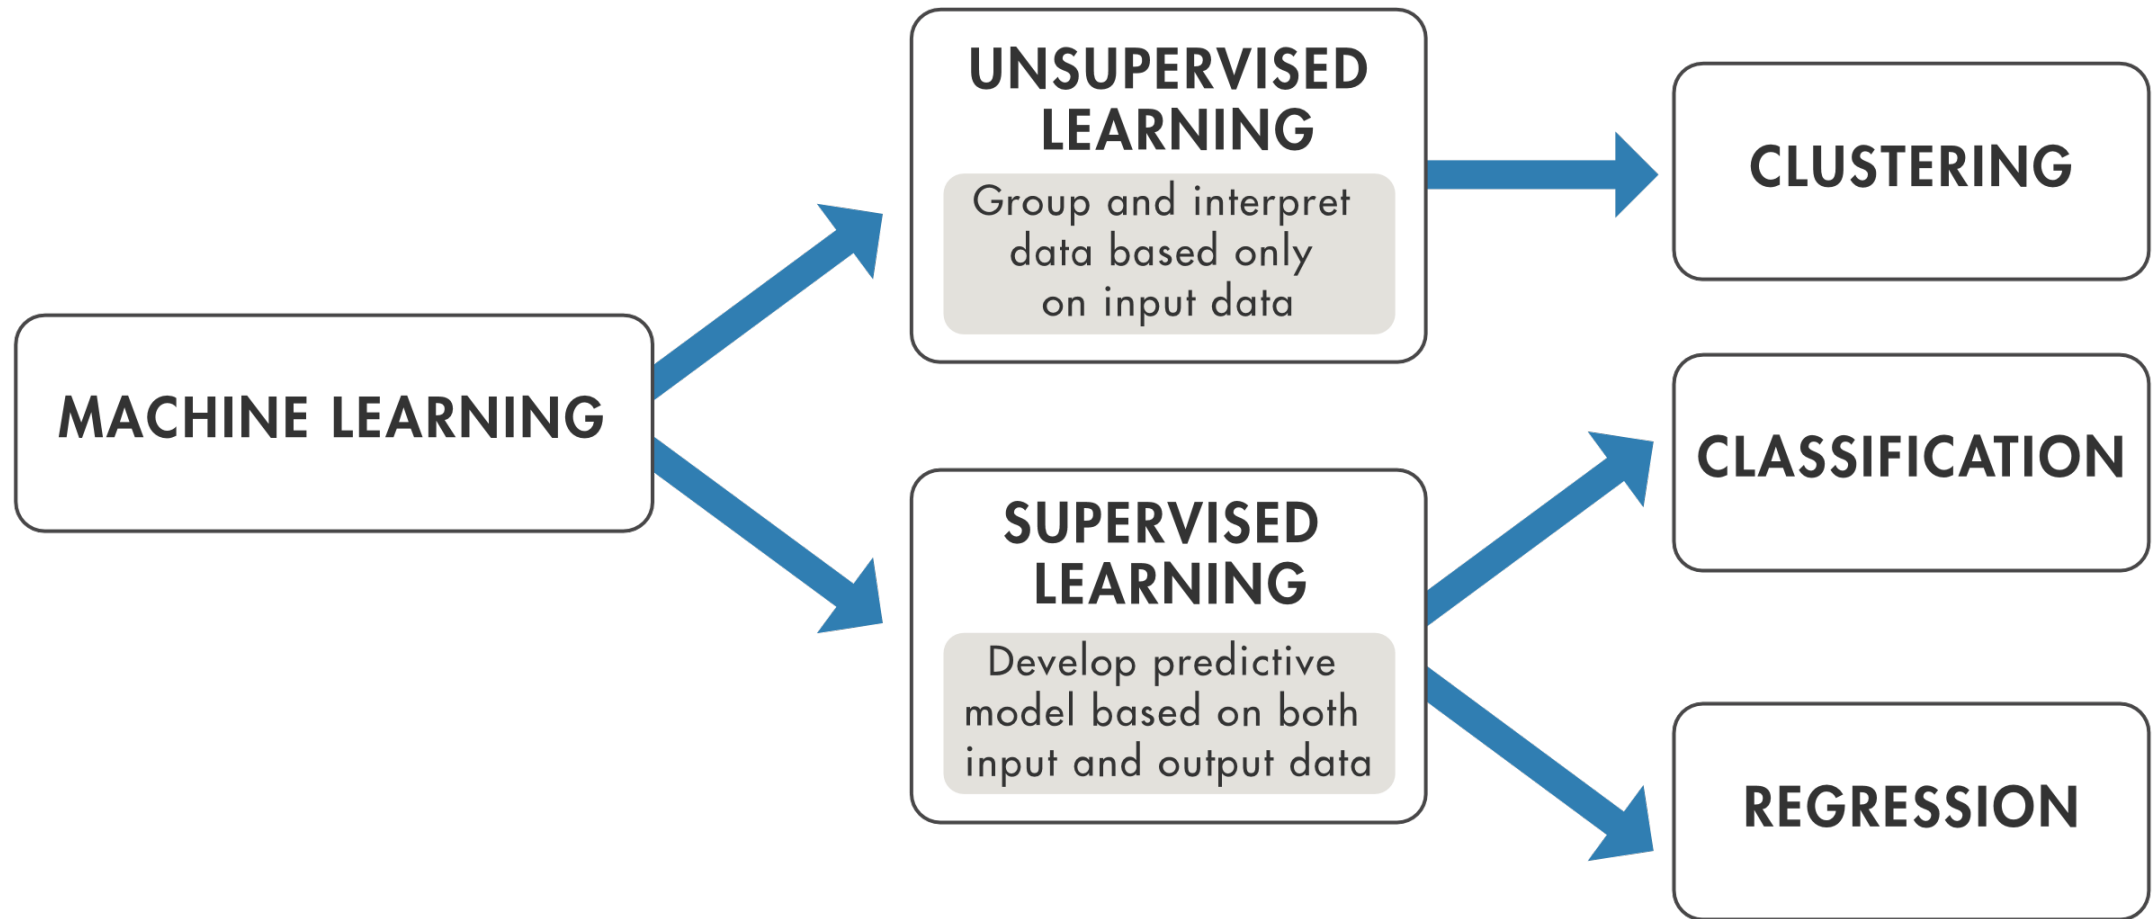 MACHINE LEARNING
UNSUPERVISED
LEARNING
Group and interpret
data based only
on input data
SUPERVISED
LEARNING
Develop predictive
model based on both
input and output data
CLUSTERING
CLASSIFICATION
REGRESSION